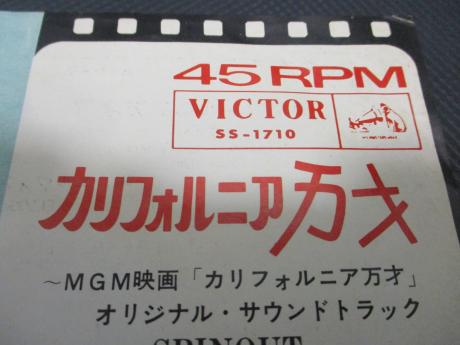 45 RPM
VICTOR
SS-1710
カリフォルニア万才
~MGM映画「カリフォルニア万才」
オリジナル・サウンドトラック
SPINOUT